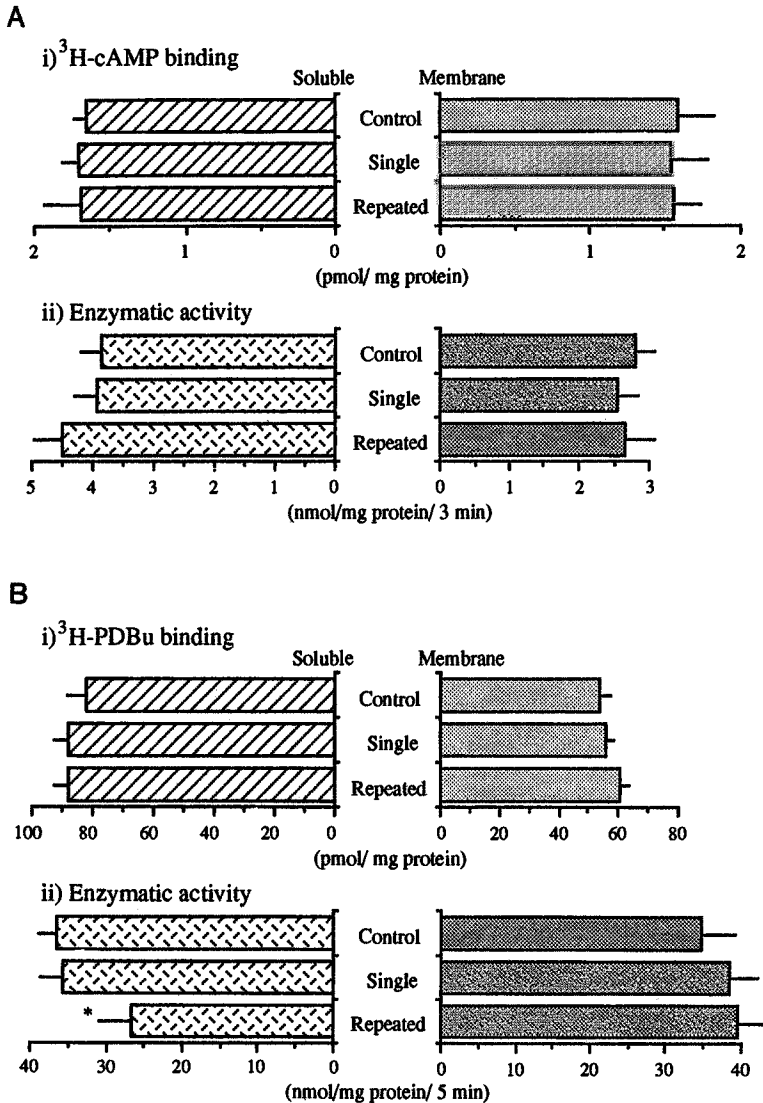 A
i) ³H-cAMP binding
Soluble Membrane
Control
Single
Repeated
2 1 0 0 1 2
(pmol/ mg protein)
ii) Enzymatic activity
Control
Single
Repeated
5 4 3 2 1 0 0 1 2 3
(nmol/mg protein/ 3 min)
B
i) ³H-PDBu binding
Soluble Membrane
Control
Single
Repeated
100 80 60 40 20 0 0 20 40 60 80
(pmol/ mg protein)
ii) Enzymatic activity
Control
Single
* Repeated
40 30 20 10 0 0 10 20 30 40
(nmol/mg protein/ 5 min)